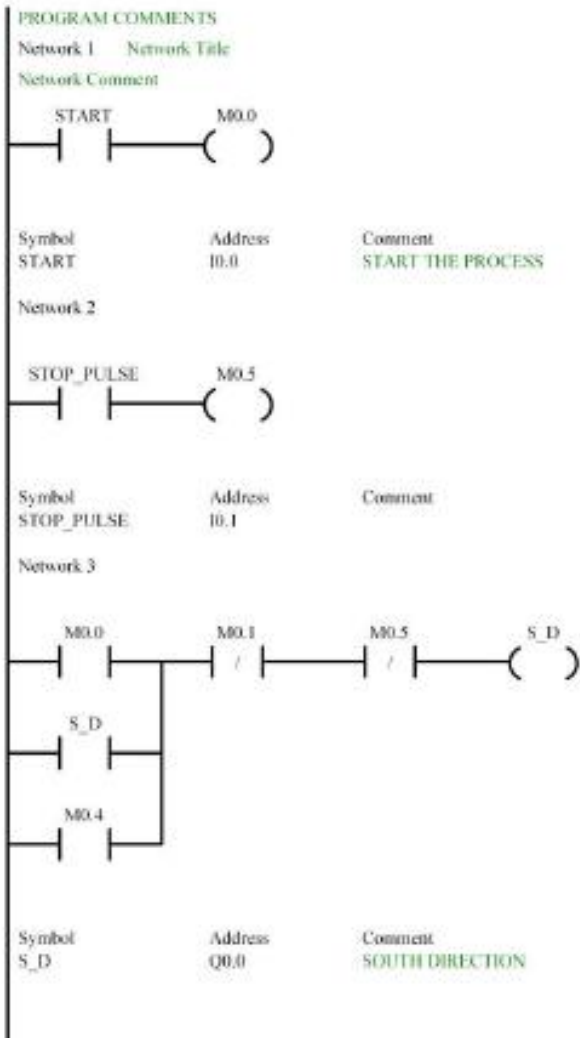 PROGRAM COMMENTS
Network 1 Network Title
Network Comment
START M0.0
Symbol Address Comment
START I0.0 START THE PROCESS
Network 2
STOP_PULSE M0.5
Symbol Address Comment
STOP_PULSE I0.1
Network 3
M0.0 M0.1 M0.5 S_D
/ /
S_D
M0.4
Symbol Address Comment
S_D Q0.0 SOUTH DIRECTION